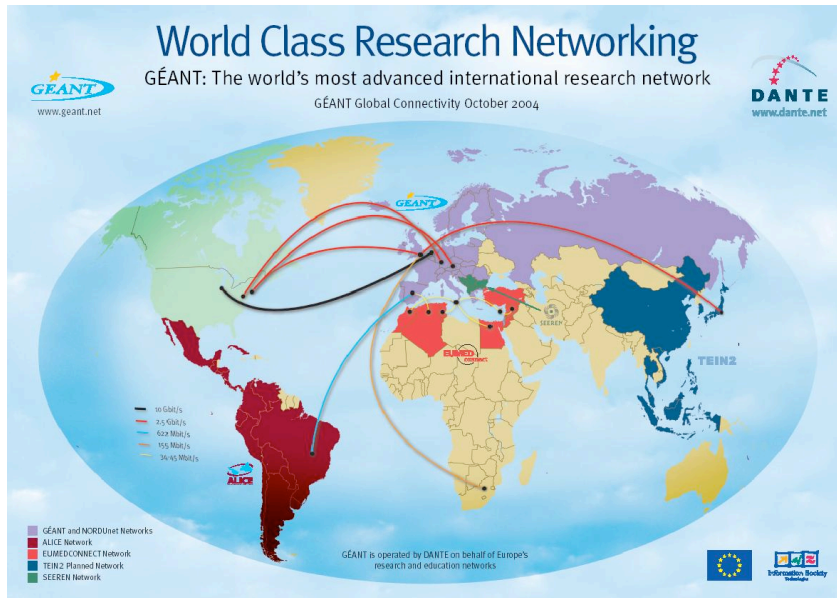 World Class Research Networking
GÉANT: The world's most advanced international research network
GÉANT Global Connectivity October 2004
GÉANT
www.geant.net
DANTE
www.dante.net
GÉANT
SEEREN
EUMED
TEIN2
10 Gbit/s
2.5 Gbit/s
622 Mbit/s
155 Mbit/s
34-45 Mbit/s
ALICE
GÉANT and NORDUnet Networks
ALICE Network
EUMEDCONNECT Network
TEIN2 Planned Network
SEEREN Network
GÉANT is operated by DANTE on behalf of Europe's
research and education networks
Information Society
Technologies